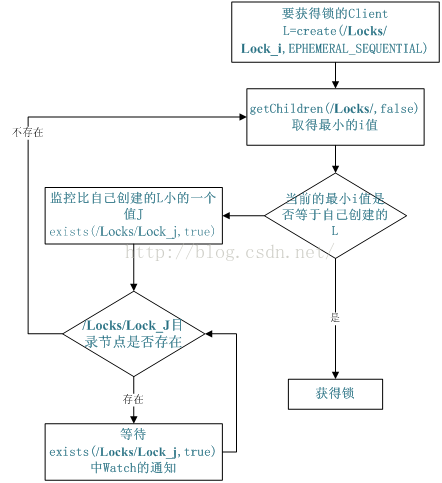 要获得锁的Client
L=create(/Locks/
Lock_i,EPHEMERAL_SEQUENTIAL)
getChildren(/Locks/,false)
取得最小的i值
不存在
监控比自己创建的L小的一个
值J
exists(/Locks/Lock_j,true)
当前的最小i值是
否等于自己创建的
L
http://blog.csdn.net/
/Locks/Lock_J目
录节点是否存在
是
存在
获得锁
等待
exists(/Locks/Lock_j,true)
中Watch的通知